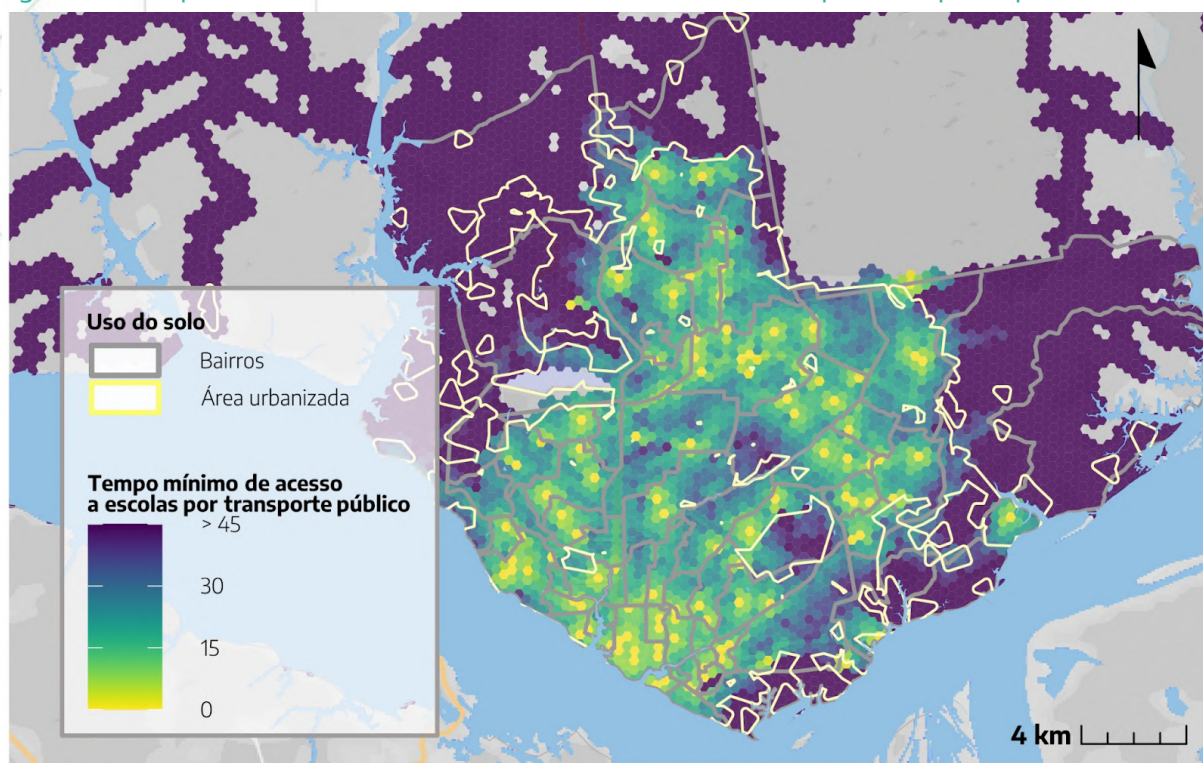 Uso do solo
Bairros
Área urbanizada
Tempo mínimo de acesso
a escolas por transporte público
> 45
30
15
0
4 km